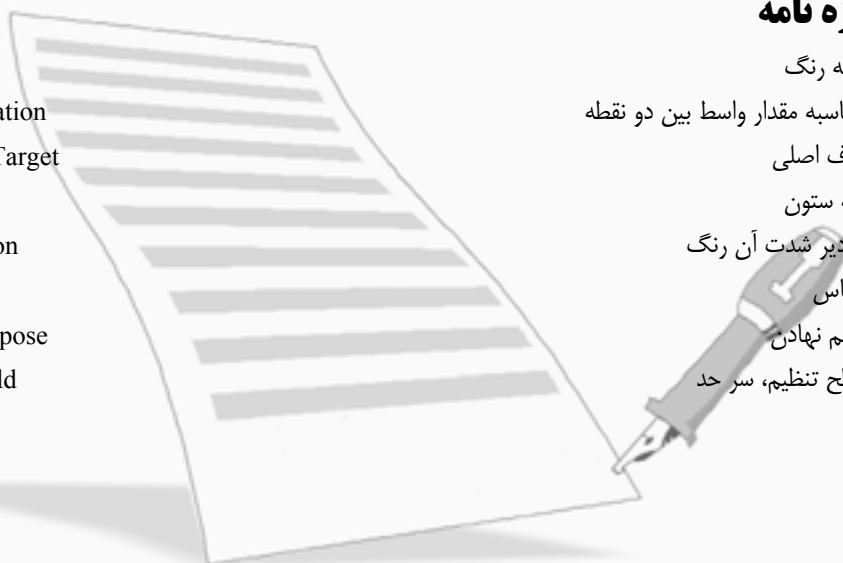 ژه نامه
ه رنگ
اسبه مقدار واسط بین دو نقطه ation
ف اصلی Target
ه ستون
دیر شدت آن رنگ on
اس
م نهادن pose
ح تنظیم، سر حد ld